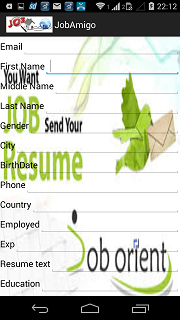 22:12
JobAmigo
Email
First Name
You Want
Middle Name
Last Name
JOB Send Your
Gender
City
Resume
BirthDate
Phone
Country
Employed
Exp
Job orient
Resume text
Education